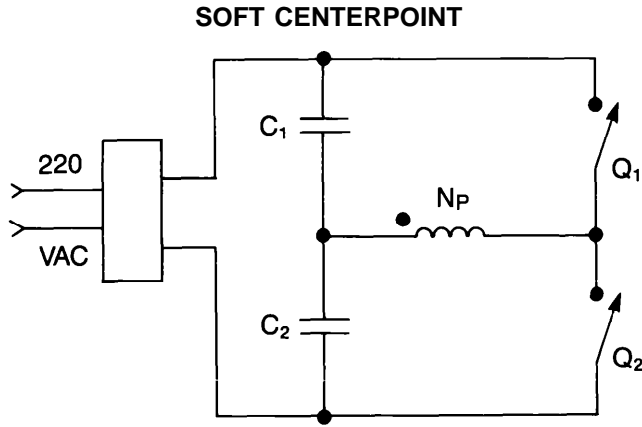 SOFT CENTERPOINT
C₁
220
Q₁
NP
VAC
C₂
Q₂